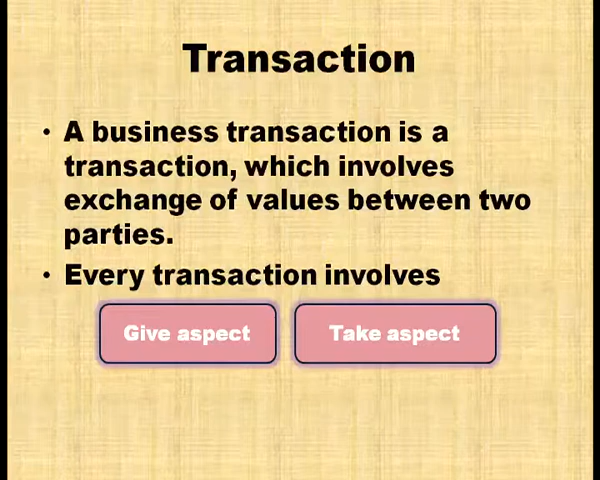 Transaction
• A business transaction is a
transaction, which involves
exchange of values between two
parties.
• Every transaction involves
Give aspect
Take aspect